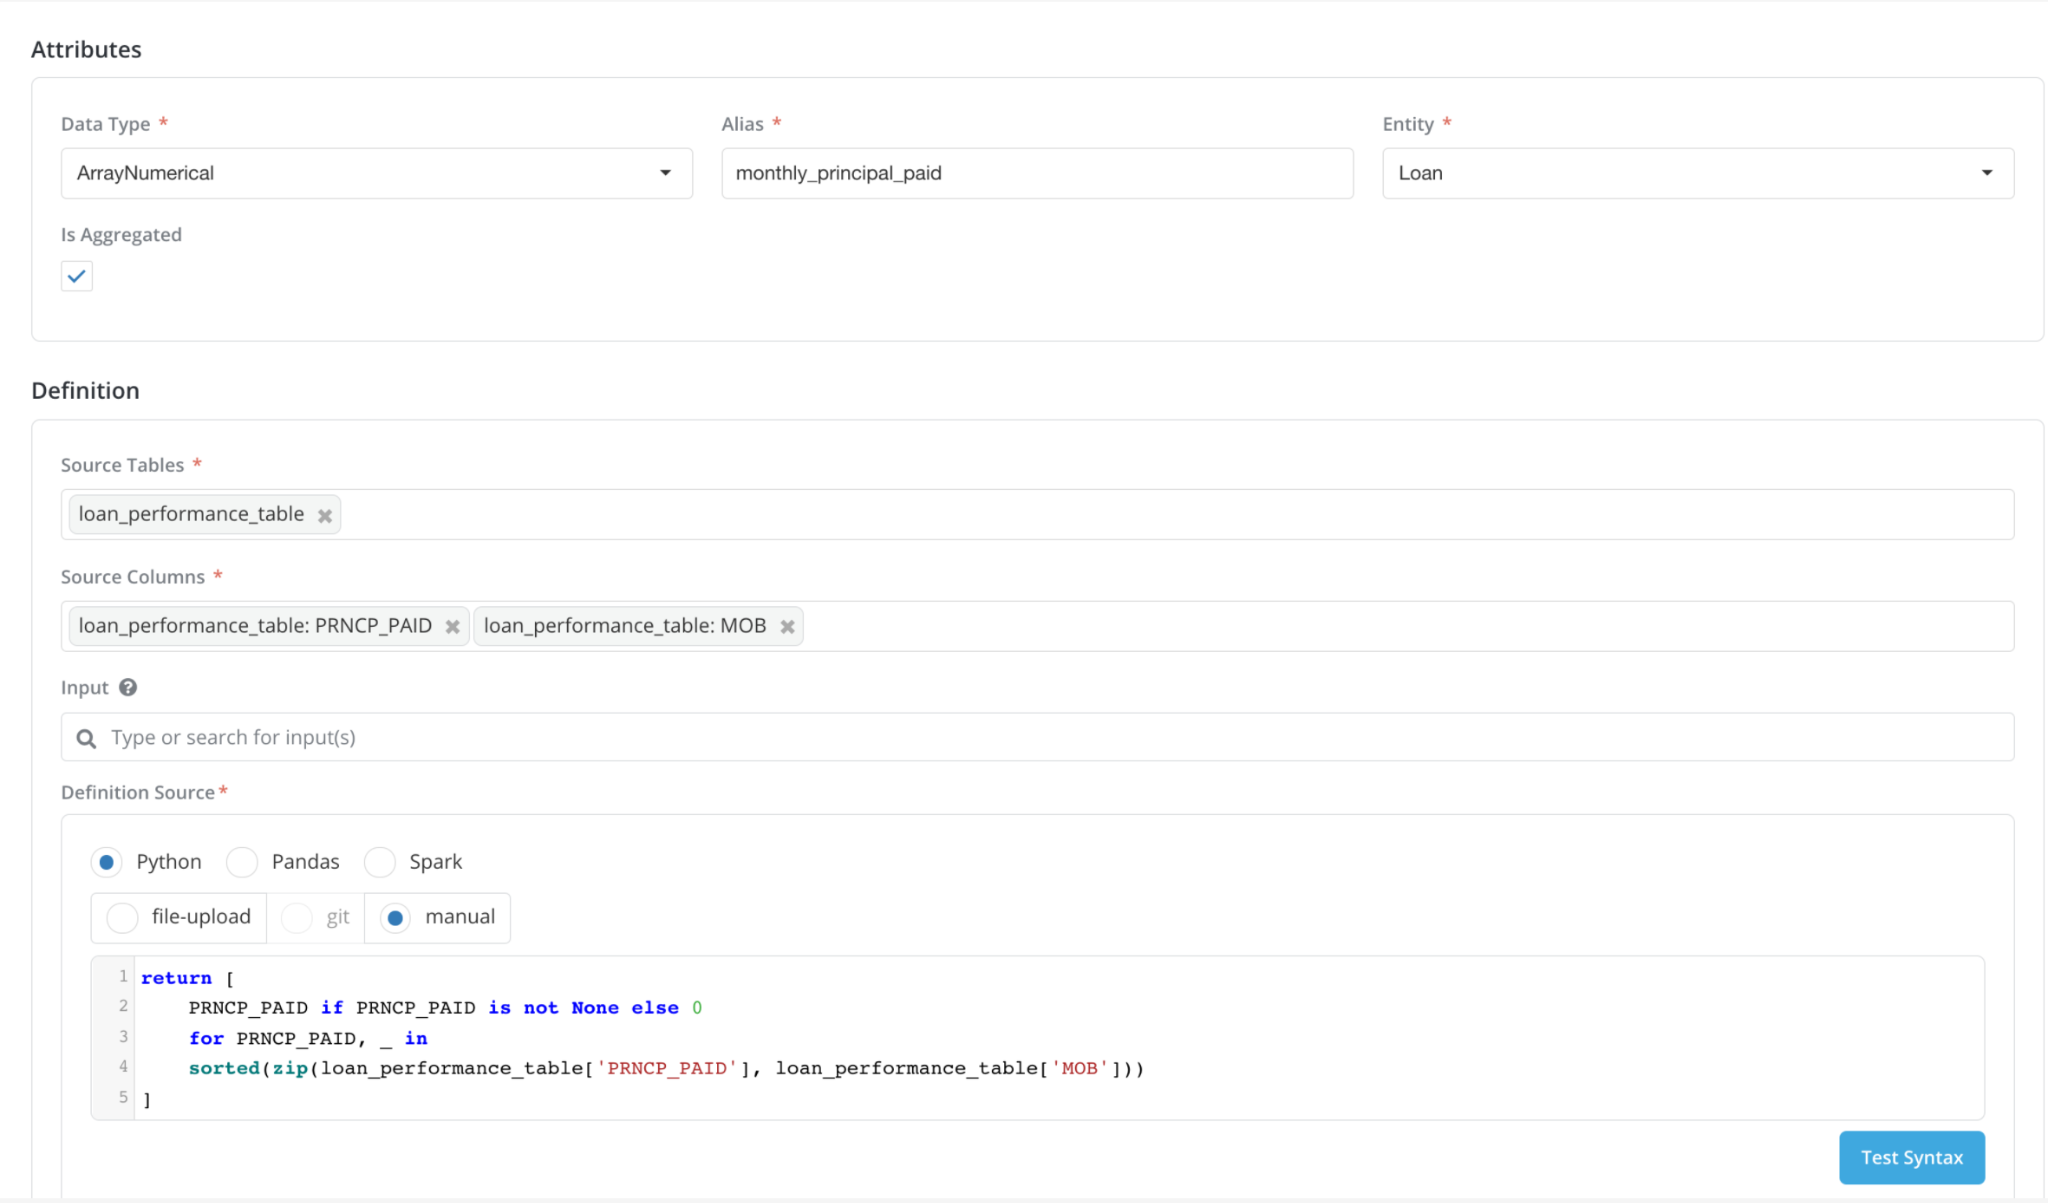 Attributes
Data Type * Alias * Entity *
ArrayNumerical monthly_principal_paid Loan
Is Aggregated
Definition
Source Tables *
loan_performance_table
Source Columns *
loan_performance_table: PRNCP_PAID loan_performance_table: MOB
Input
Type or search for input(s)
Definition Source*
Python Pandas Spark
file-upload git manual
1 return [
2     PRNCP_PAID if PRNCP_PAID is not None else 0
3     for PRNCP_PAID, _ in
4     sorted(zip(loan_performance_table['PRNCP_PAID'], loan_performance_table['MOB']))
5 ]
Test Syntax